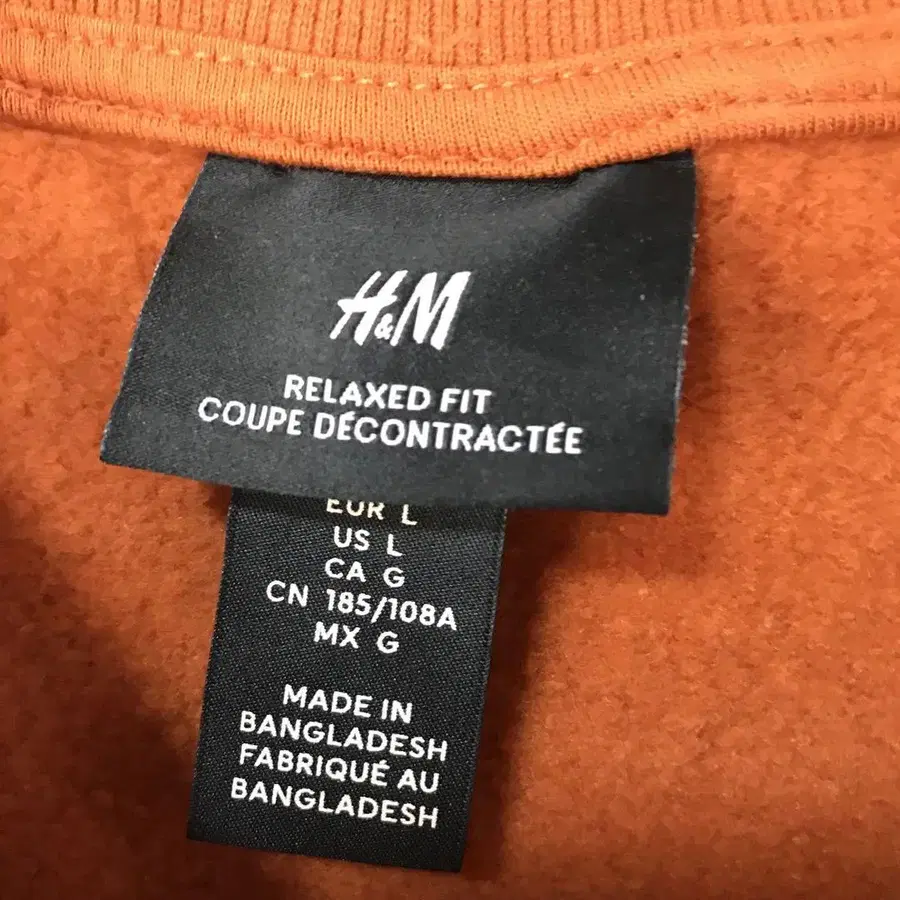 H&M
RELAXED FIT
COUPE DÉCONTRACTÉE
EUR L
US L
CA G
CN 185/108A
MX G
MADE IN
BANGLADESH
FABRIQUÉ AU
BANGLADESH